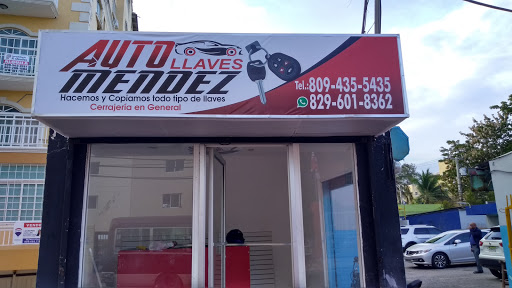 AUTO
LLAVES
MENDEZ
Hacemos y Copiamos todo tipo de llaves
Cerrajería en General
Tel.: 809-435-5435
829-601-8362